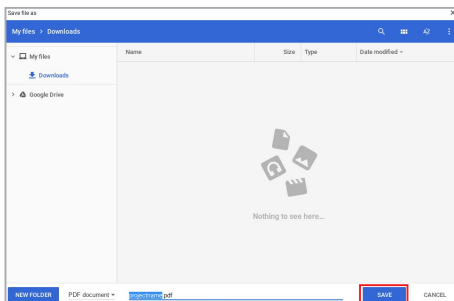 Save file as
My files > Downloads
AZ
My files
Name
Size
Type
Date modified
Downloads
Google Drive
Nothing to see here...
NEW FOLDER
PDF document
projectname.pdf
SAVE
CANCEL